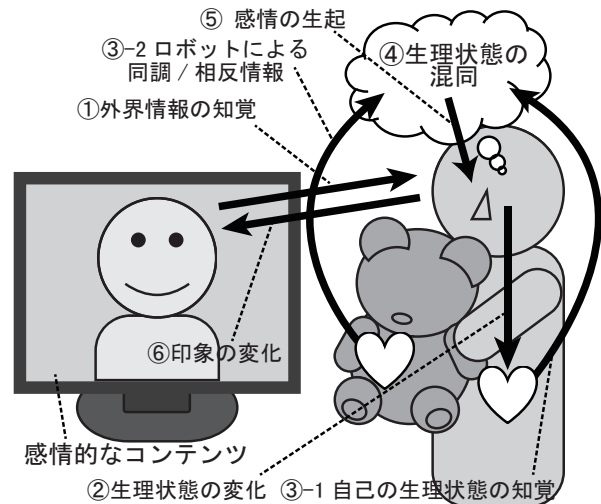 ⑤ 感情の生起
③-2 ロボットによる
同調 / 相反情報
④生理状態の
混同
①外界情報の知覚
⑥印象の変化
感情的なコンテンツ
②生理状態の変化
③-1 自己の生理状態の知覚